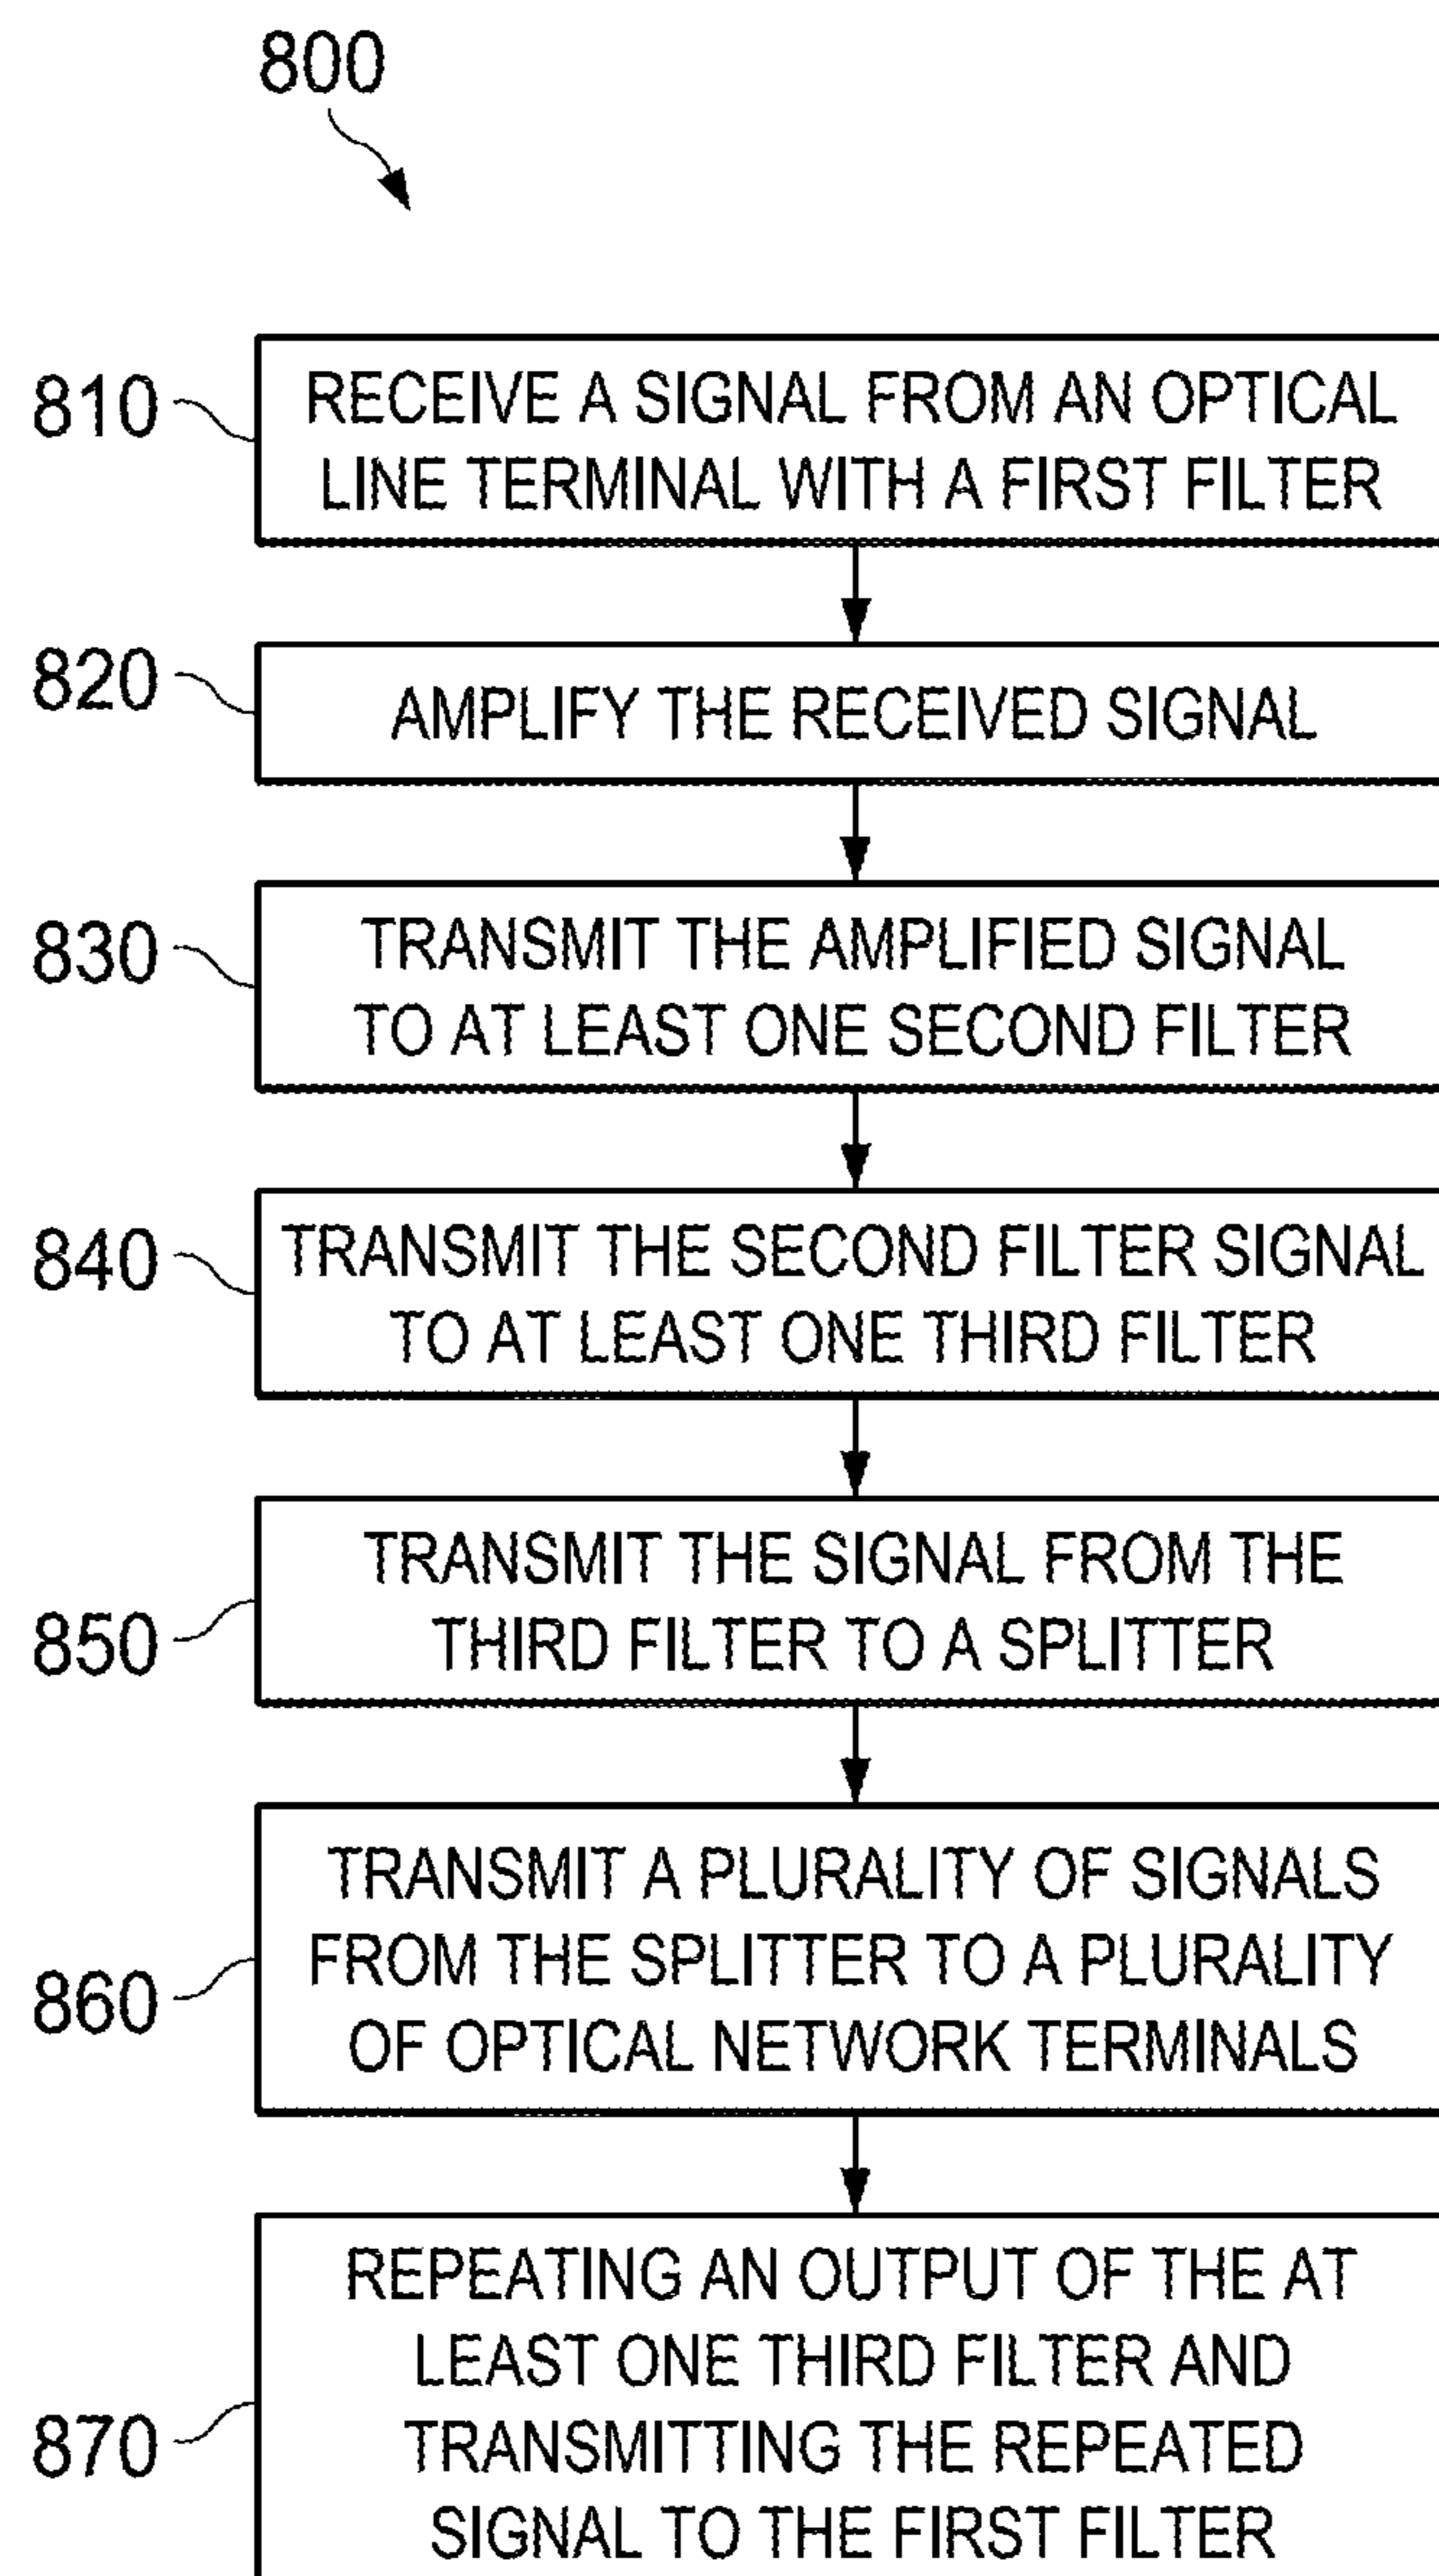 800
810
RECEIVE A SIGNAL FROM AN OPTICAL
LINE TERMINAL WITH A FIRST FILTER
820
AMPLIFY THE RECEIVED SIGNAL
830
TRANSMIT THE AMPLIFIED SIGNAL
TO AT LEAST ONE SECOND FILTER
840
TRANSMIT THE SECOND FILTER SIGNAL
TO AT LEAST ONE THIRD FILTER
850
TRANSMIT THE SIGNAL FROM THE
THIRD FILTER TO A SPLITTER
860
TRANSMIT A PLURALITY OF SIGNALS
FROM THE SPLITTER TO A PLURALITY
OF OPTICAL NETWORK TERMINALS
870
REPEATING AN OUTPUT OF THE AT
LEAST ONE THIRD FILTER AND
TRANSMITTING THE REPEATED
SIGNAL TO THE FIRST FILTER